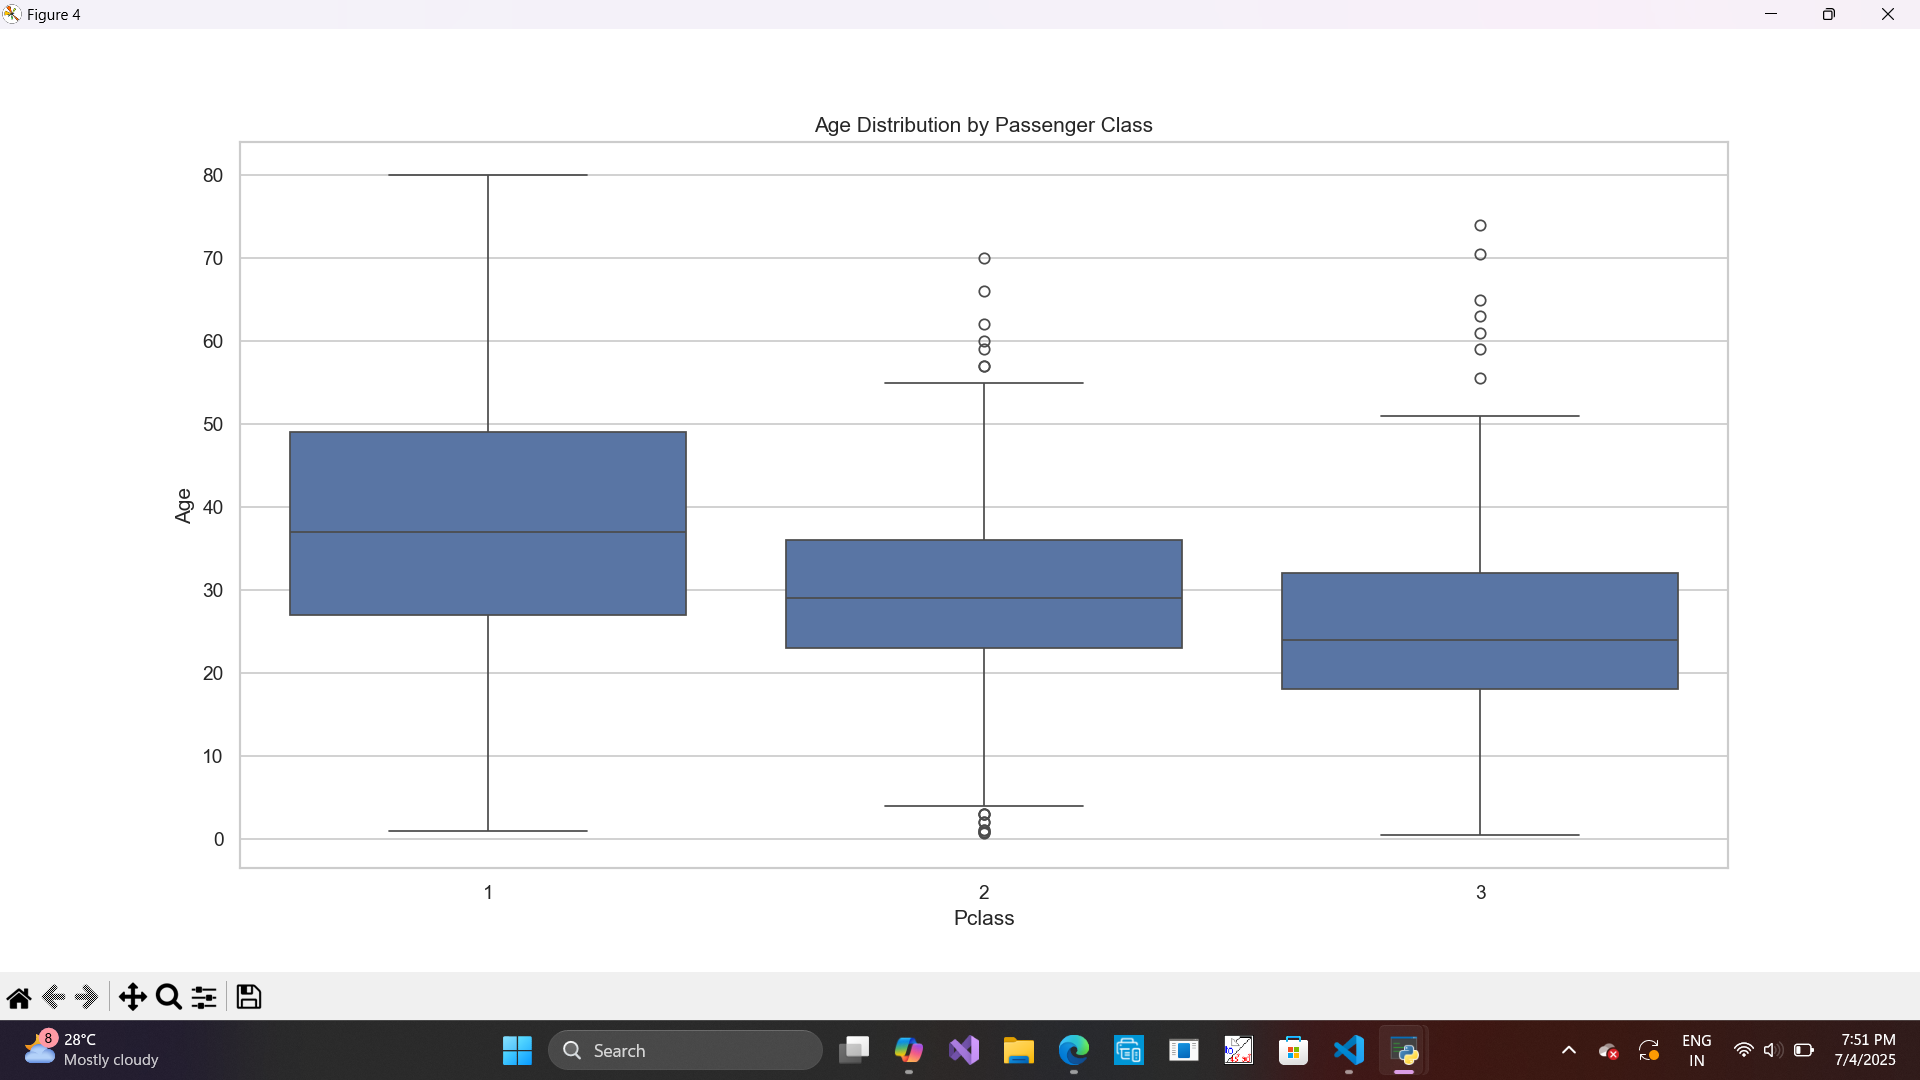 Figure 4
Age Distribution by Passenger Class
80
70
60
50
40
30
20
10
0
Age
1 2 3
Pclass
8
28°C
Mostly cloudy
Search
ENG
IN
7:51 PM
7/4/2025